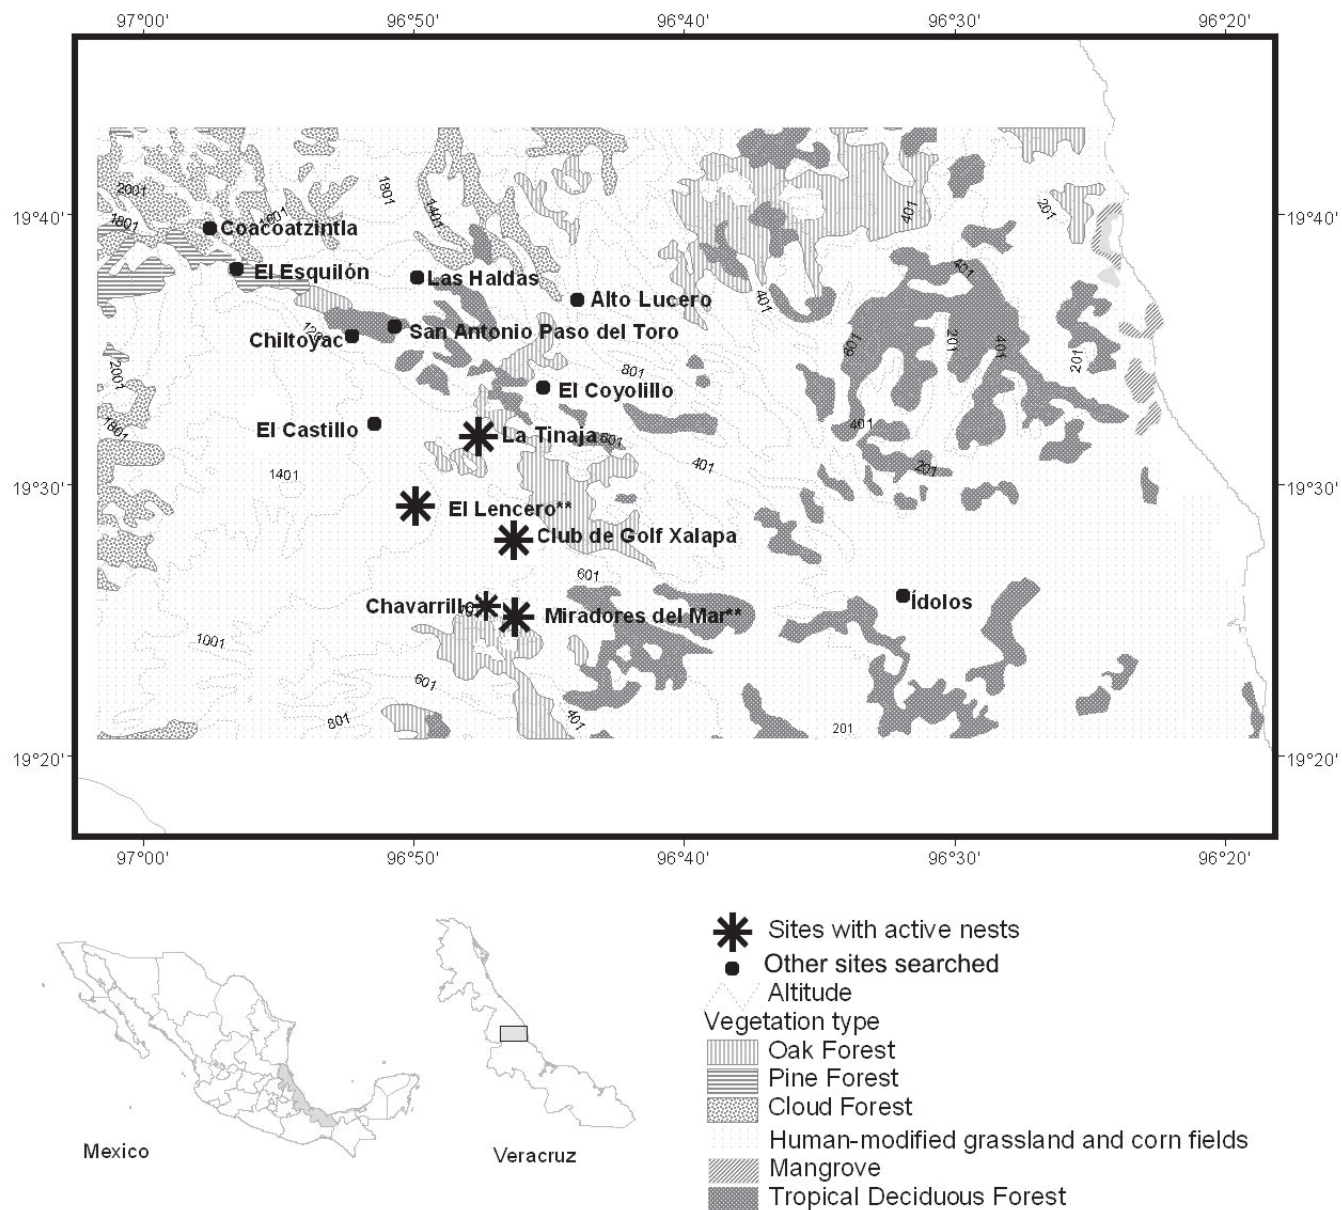 97°00' 96°50' 96°40' 96°30' 96°20'
2001
1801
1401
401
201
19°40' 19°40'
1801
1601
Coacoatzintla
El Esquilón
Las Haldas
401
Alto Lucero
401
San Antonio Paso del Toro
Chiltoyac
601
201
401
201
2001
801
El Coyolillo
1801
El Castillo
La Tinaja
601
401
401
201
1401
19°30' 19°30'
El Lencero**
Club de Golf Xalapa
601
Chavarrillo
Miradores del Mar**
Ídolos
1001
601
801
401
201
19°20' 19°20'
97°00' 96°50' 96°40' 96°30' 96°20'
Sites with active nests
Other sites searched
Altitude
Vegetation type
Oak Forest
Pine Forest
Cloud Forest
Human-modified grassland and corn fields
Mangrove
Tropical Deciduous Forest
Mexico
Veracruz